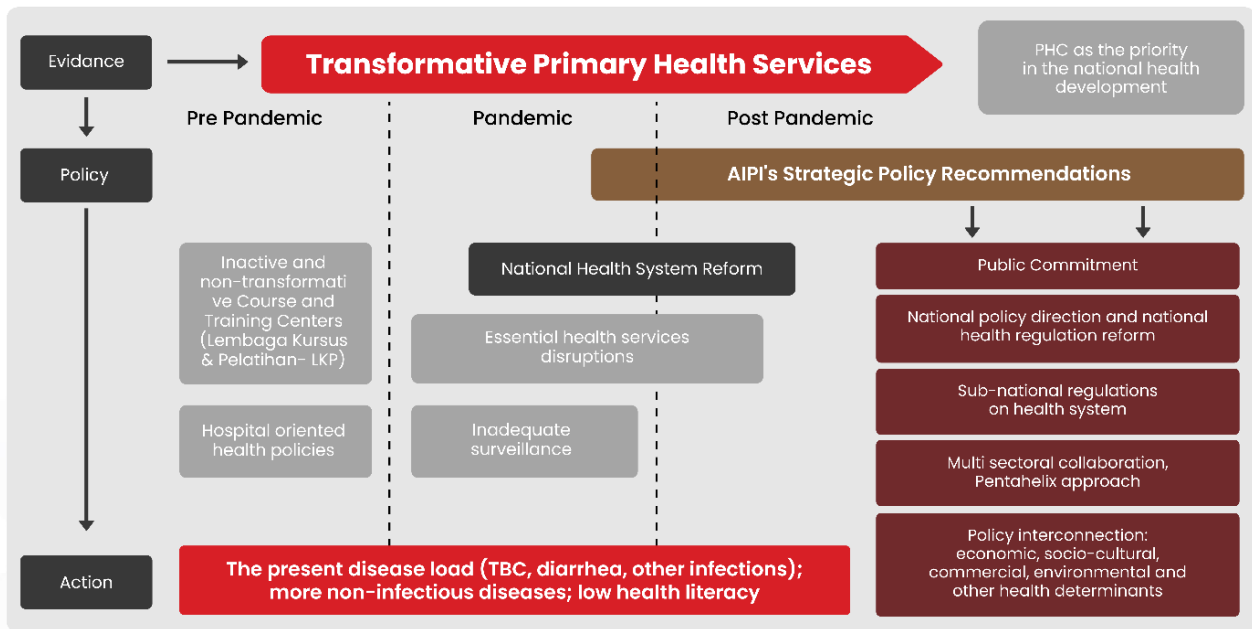 Evidence
Transformative Primary Health Services
PHC as the priority
in the national health
development
Pre Pandemic
Pandemic
Post Pandemic
Policy
AIPI's Strategic Policy Recommendations
Inactive and
non-transformati
ve Course and
Training Centers
(Lembaga Kursus
& Pelatihan- LKP)
National Health System Reform
Essential health services
disruptions
Hospital oriented
health policies
Inadequate
surveillance
Public Commitment
National policy direction and national
health regulation reform
Sub-national regulations
on health system
Multi sectoral collaboration,
Pentahelix approach
Policy interconnection:
economic, socio-cultural,
commercial, environmental and
other health determinants
Action
The present disease load (TBC, diarrhea, other infections);
more non-infectious diseases; low health literacy